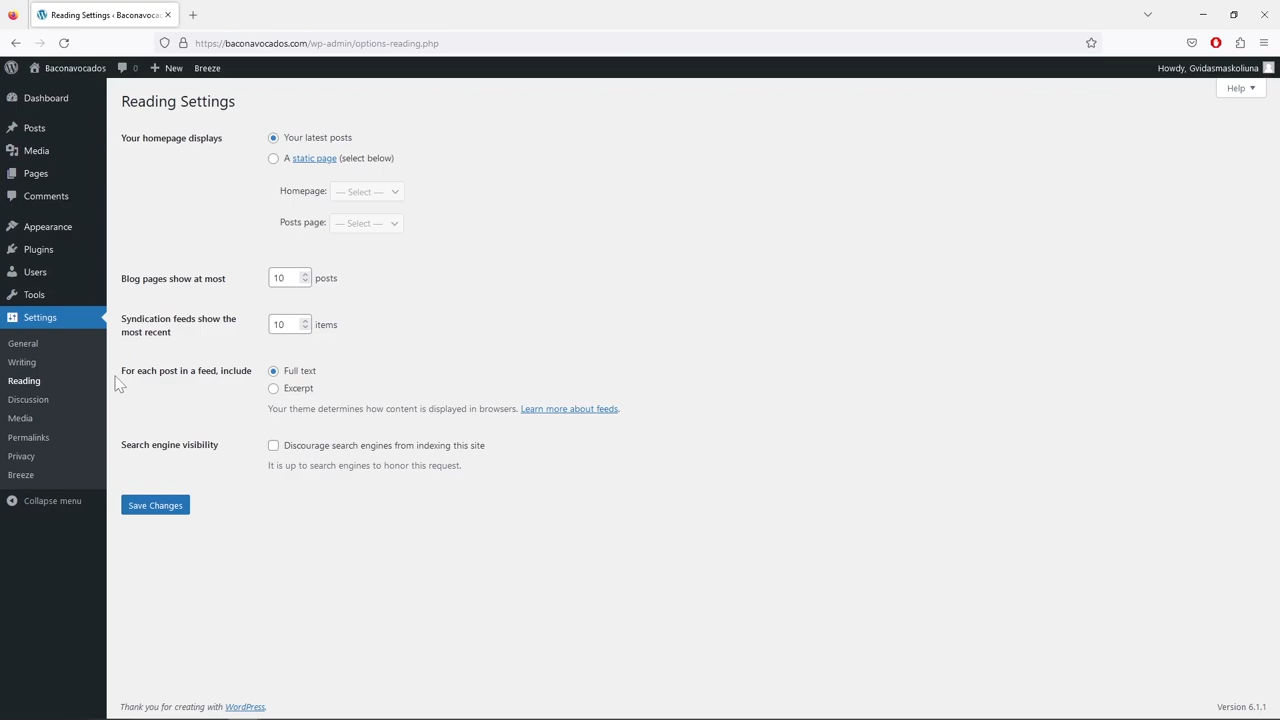 Reading Settings ‹ Baconavoca
https://baconavocados.com/wp-admin/options-reading.php
Baconavocados 0 New Breeze Howdy, Gvidasmaskoliuna
Dashboard
Posts
Media
Pages
Comments
Appearance
Plugins
Users
Tools
Settings
General
Writing
Reading
Discussion
Media
Permalinks
Privacy
Breeze
Collapse menu
Help
Reading Settings
Your homepage displays
Your latest posts
A static page (select below)
Homepage: — Select —
Posts page: — Select —
Blog pages show at most 10 posts
Syndication feeds show the
most recent
10 items
For each post in a feed, include
Full text
Excerpt
Your theme determines how content is displayed in browsers. Learn more about feeds.
Search engine visibility
Discourage search engines from indexing this site
It is up to search engines to honor this request.
Save Changes
Thank you for creating with WordPress. Version 6.1.1